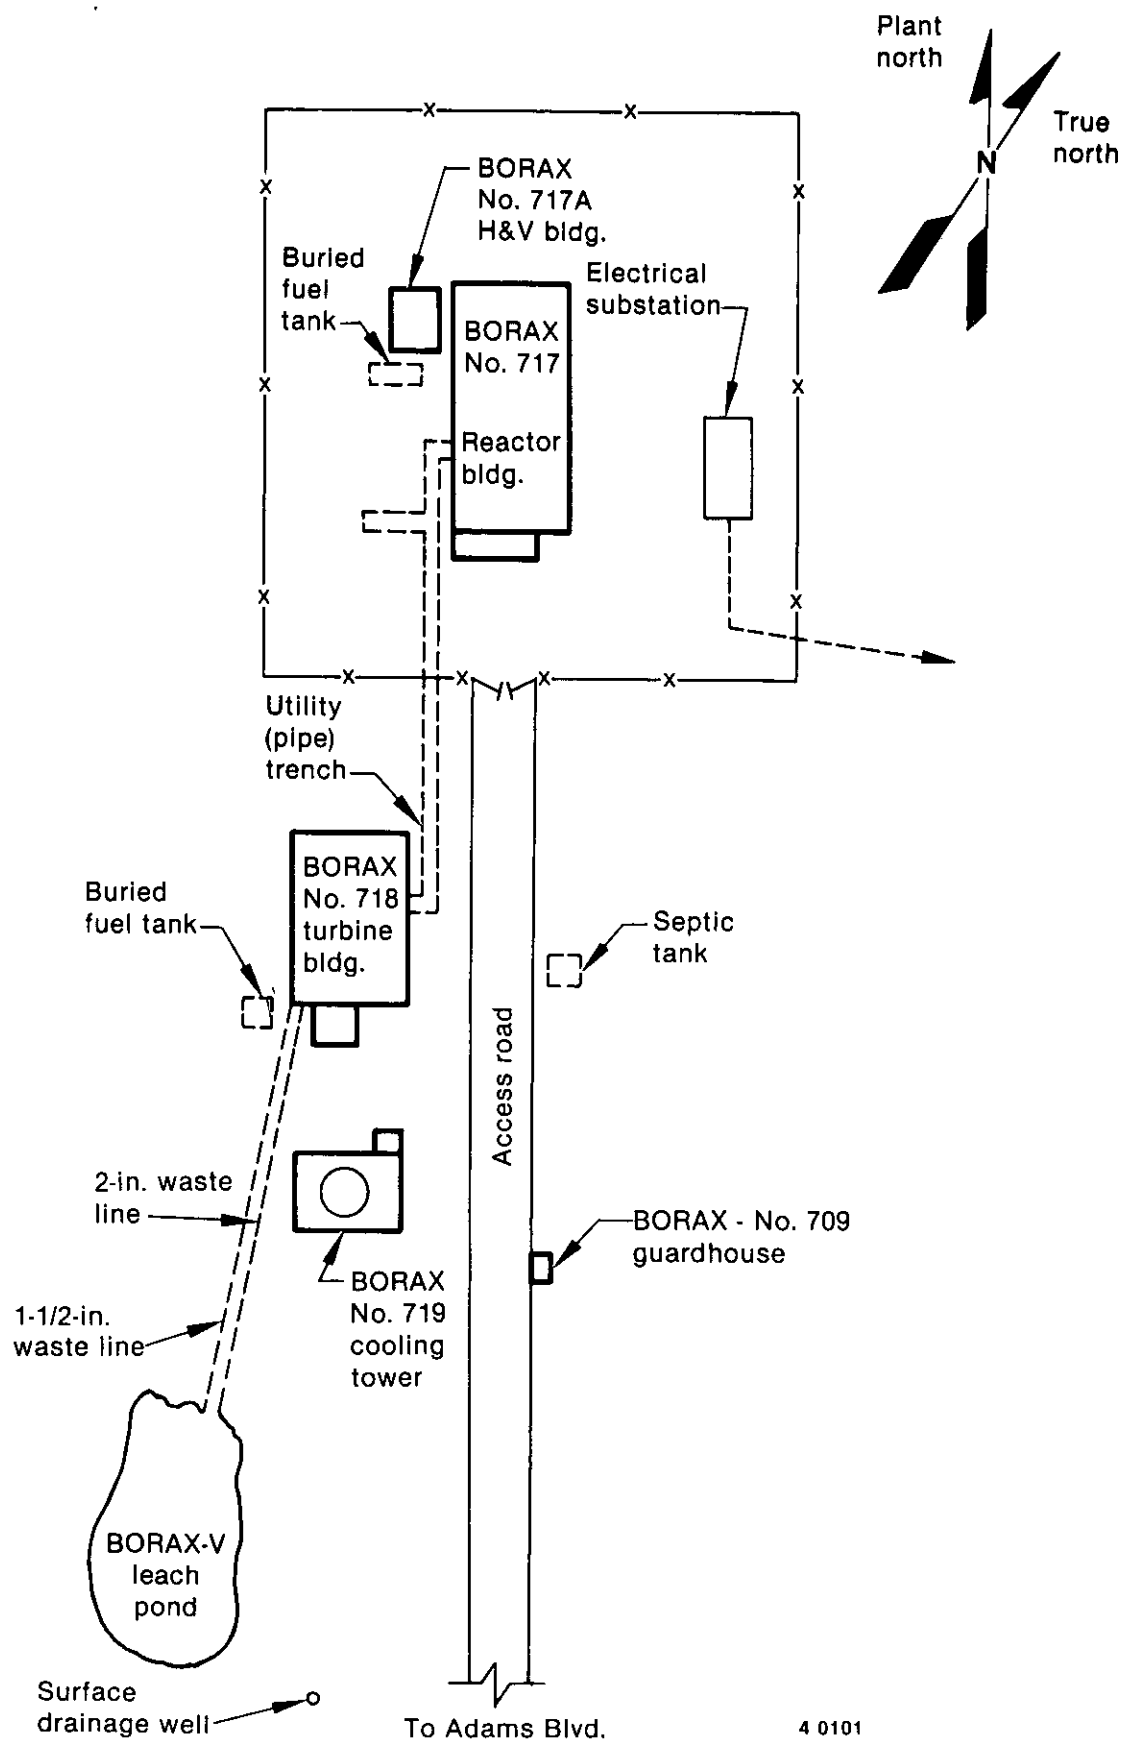 Plant
north
True
north
N
BORAX
No. 717A
H&V bldg.
Buried
fuel
tank
Electrical
substation
BORAX
No. 717
Reactor
bldg.
Utility
(pipe)
trench
BORAX
No. 718
turbine
bldg.
Buried
fuel tank
Septic
tank
Access road
2-in. waste
line
BORAX - No. 709
guardhouse
BORAX
No. 719
cooling
tower
1-1/2-in.
waste line
BORAX-V
leach
pond
Surface
drainage well
To Adams Blvd.
4 0101